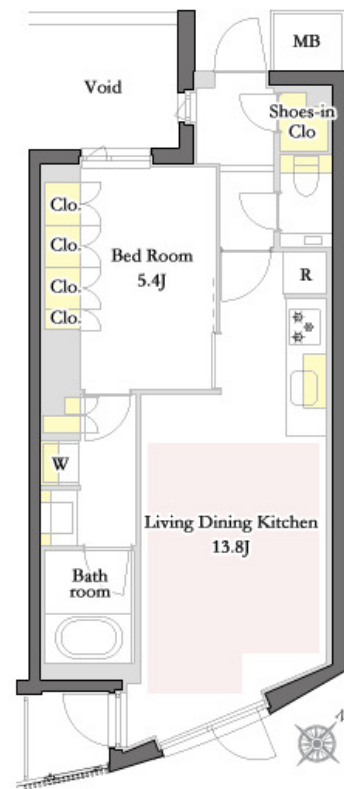 MB
Void
Shoes-in
Clo
Clo.
Clo.
Clo.
Clo.
Bed Room
5.4J
R
W
Living Dining Kitchen
13.8J
Bath
room
N